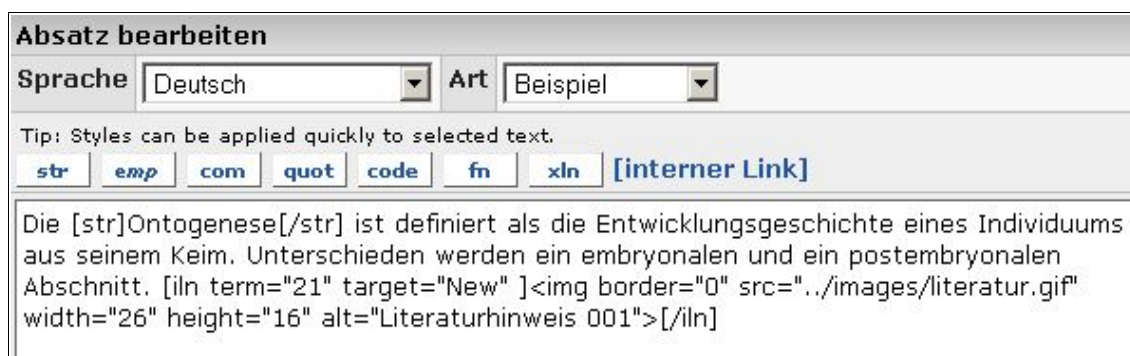 Absatz bearbeiten
Sprache Deutsch Art Beispiel
Tip: Styles can be applied quickly to selected text.
str emp com quot code fn xln [interner Link]
Die [str]Ontogenese[/str] ist definiert als die Entwicklungsgeschichte eines Individuums
aus seinem Keim. Unterschieden werden ein embryonalen und ein postembryonalen
Abschnitt. [iln term="21" target="New" ]<img border="0" src="../images/literatur.gif"
width="26" height="16" alt="Literaturhinweis 001">[/iln]